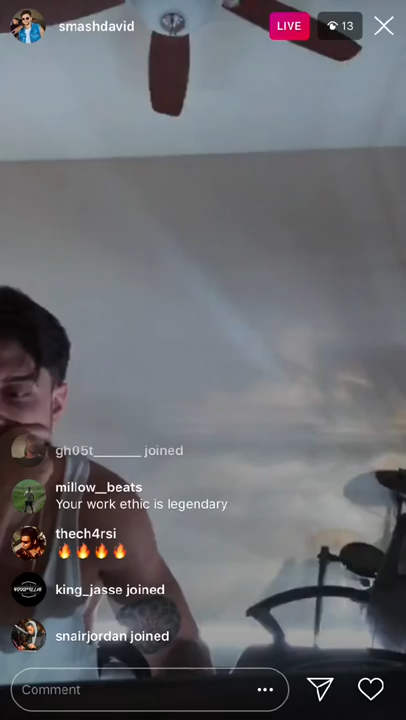 smashdavid
LIVE
13
gh05t_______ joined
millow__beats
Your work ethic is legendary
thech4rsi
🔥🔥🔥🔥
king_jasse joined
snairjordan joined
Comment